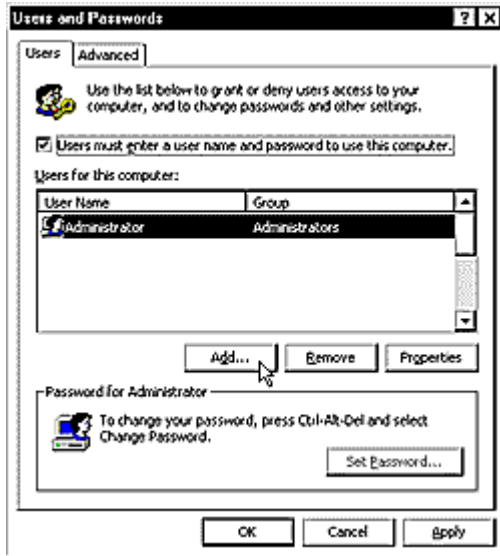 Users and Passwords
Users Advanced
Use the list below to grant or deny users access to your
computer, and to change passwords and other settings.
Users must enter a user name and password to use this computer.
Users for this computer:
User Name Group
Administrator Administrators
Add... Remove Properties
Password for Administrator
To change your password, press Ctrl-Alt-Del and select
Change Password.
Set Password...
OK Cancel Apply